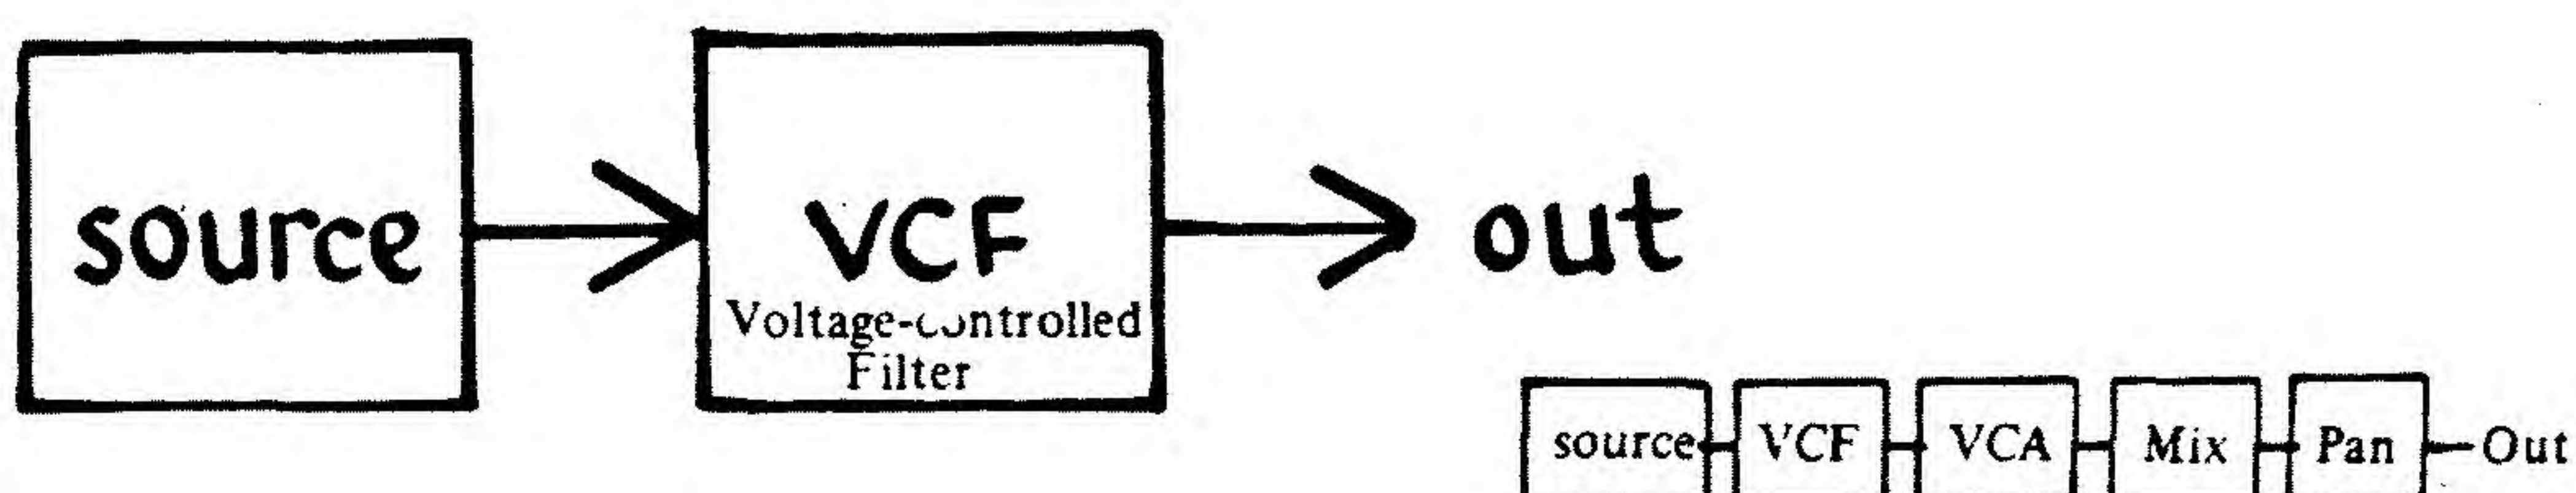 source
VCF
out
Voltage-controlled
Filter
source VCF VCA Mix Pan Out